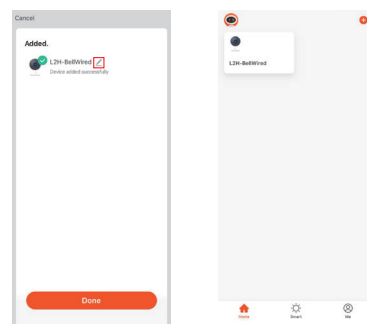 Cancel
Added.
L2H-BellWired
Device added successfully
Done
L2H-BellWired
Home
Smart
Me